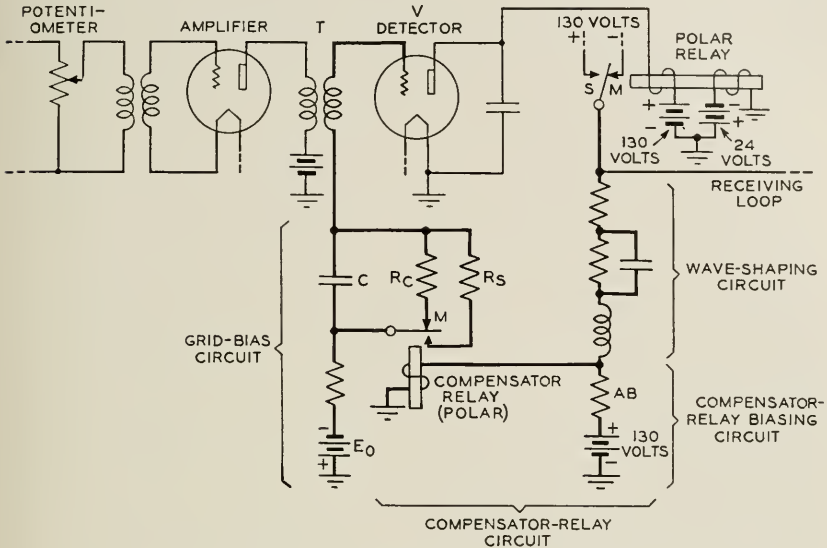 POTENTI-
OMETER
AMPLIFIER
T
V
DETECTOR
130 VOLTS
+
-
S
M
POLAR
RELAY
+
-
-
+
130
VOLTS
24
VOLTS
RECEIVING
LOOP
C
RC
RS
M
WAVE-SHAPING
CIRCUIT
GRID-BIAS
CIRCUIT
COMPENSATOR
RELAY
(POLAR)
AB
COMPENSATOR-
RELAY BIASING
CIRCUIT
-
+
E0
+
130
VOLTS
-
COMPENSATOR-RELAY
CIRCUIT